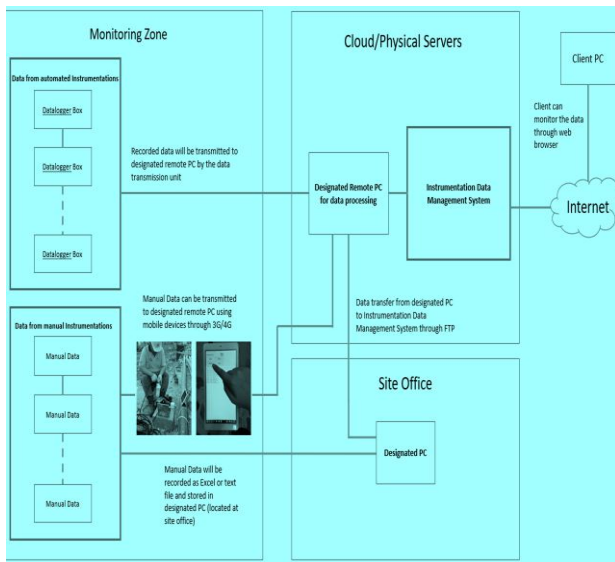 Monitoring Zone
Data from automated Instrumentations
Datalogger Box
Datalogger Box
Datalogger Box
Recorded data will be transmitted to
designated remote PC by the data
transmission unit
Data from manual Instrumentations
Manual Data
Manual Data
Manual Data
Manual Data can be transmitted
to designated remote PC using
mobile devices through 3G/4G
Manual Data will be
recorded as Excel or text
file and stored in
designated PC (located at
site office)
Cloud/Physical Servers
Designated Remote PC
for data processing
Instrumentation Data
Management System
Data transfer from designated PC
to Instrumentation Data
Management System through FTP
Site Office
Designated PC
Client PC
Client can
monitor the data
through web
browser
Internet